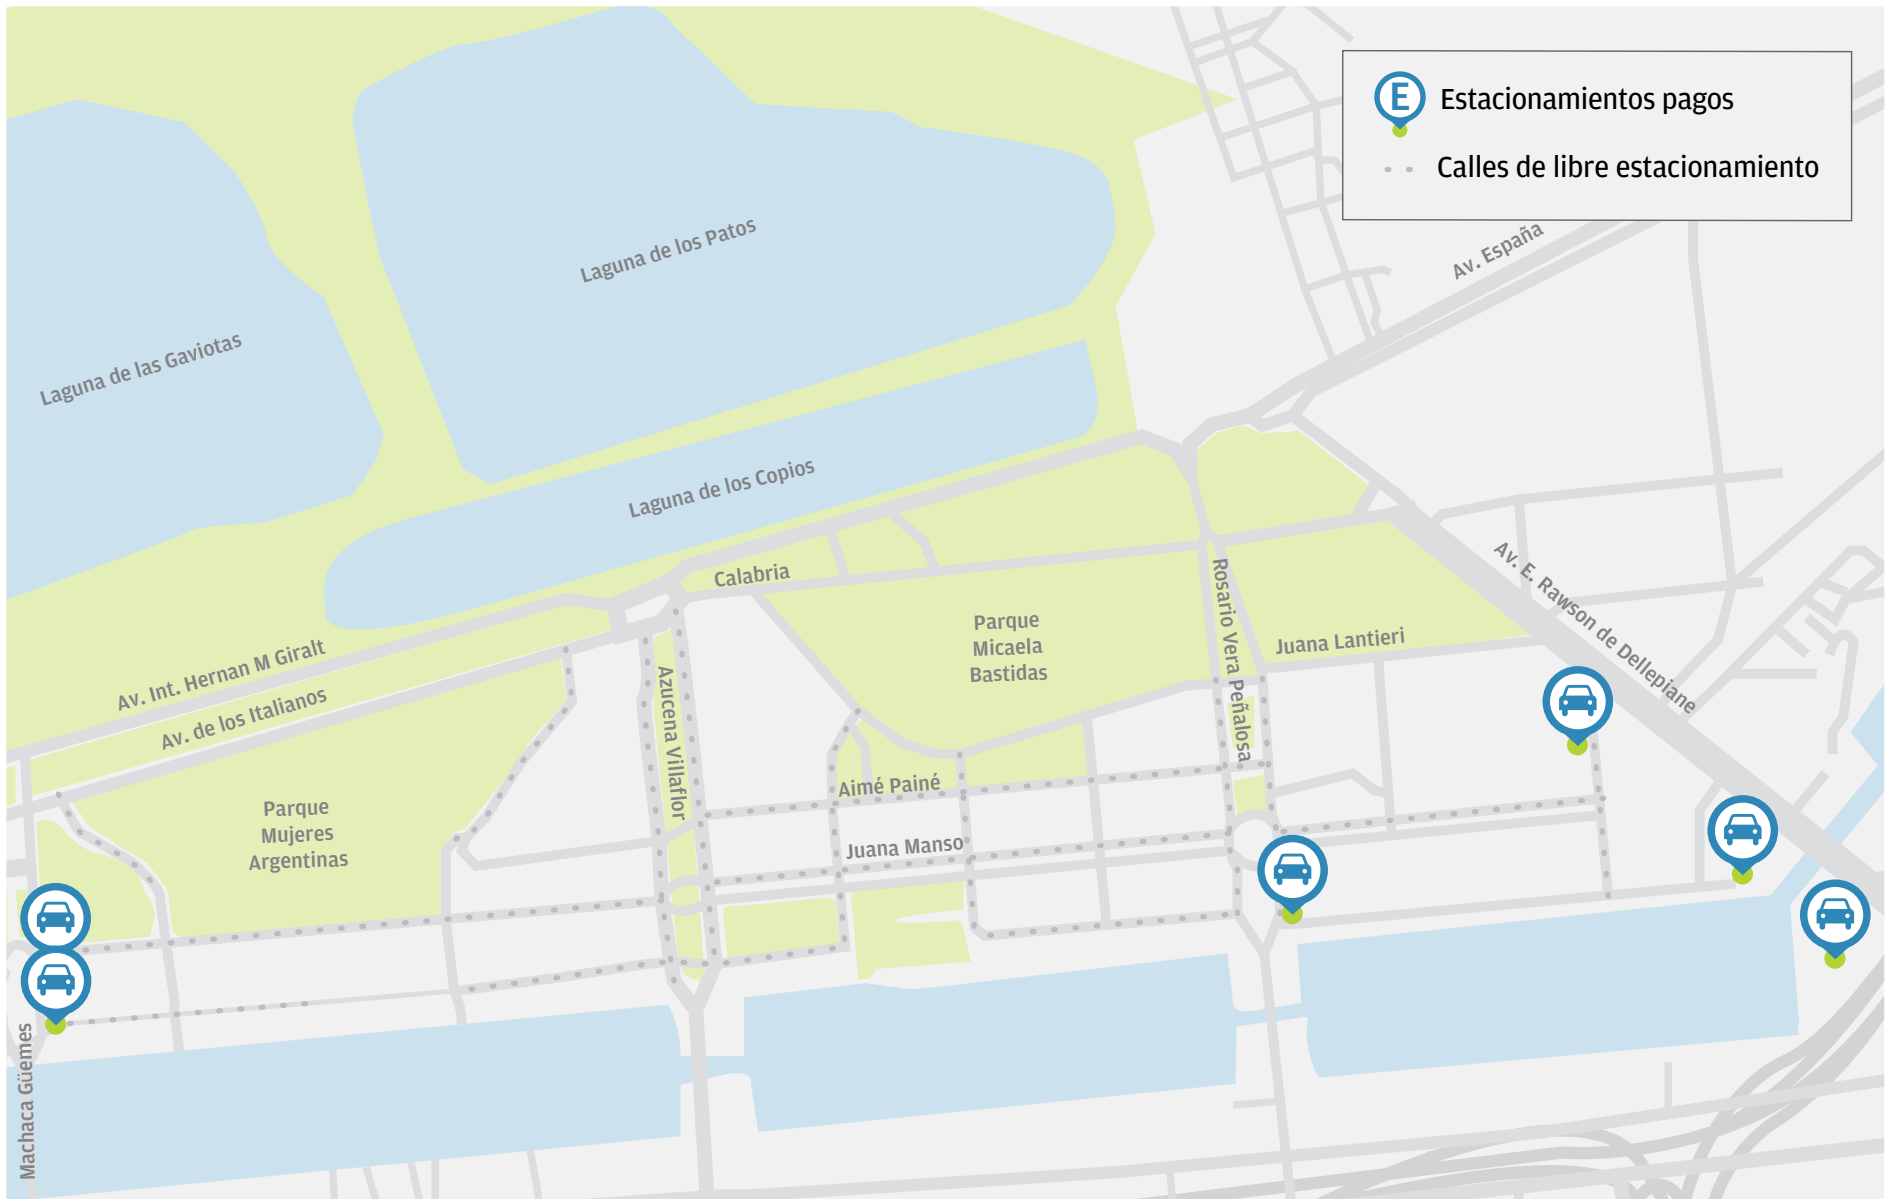 E
Estacionamientos pagos
Calles de libre estacionamiento
Av. España
Laguna de los Patos
Laguna de las Gaviotas
Laguna de los Copios
Calabria
Av. Int. Hernan M Giralt
Av. de los Italianos
Azucena Villaflor
Parque
Micaela
Bastidas
Rosario Vera Peñalosa
Juana Lantieri
Av. E. Rawson de Dellepiane
Parque
Mujeres
Argentinas
Aimé Painé
Juana Manso
Machaca Güemes